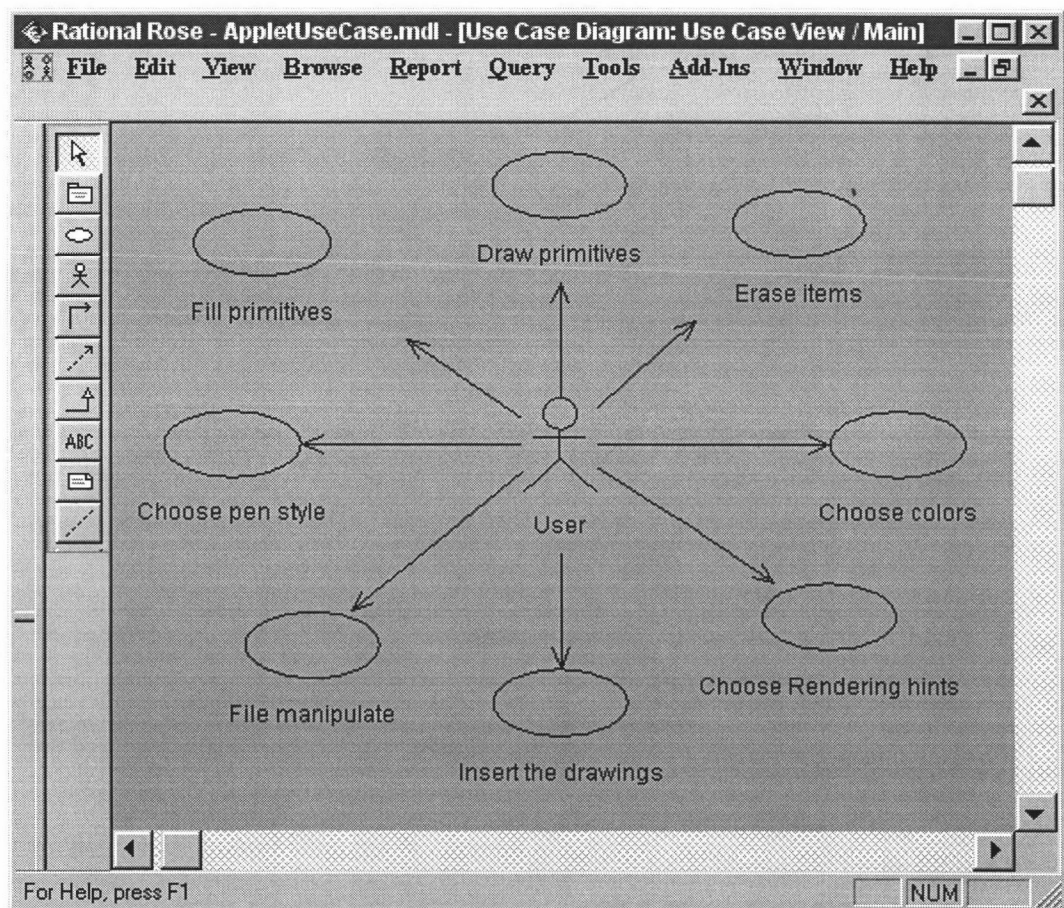 Rational Rose - AppletUseCase.mdl - [Use Case Diagram: Use Case View / Main]
File Edit View Browse Report Query Tools Add-Ins Window Help
Draw primitives
Erase items
Fill primitives
ABC
Choose pen style
User
Choose colors
Choose Rendering hints
File manipulate
Insert the drawings
For Help, press F1
NUM